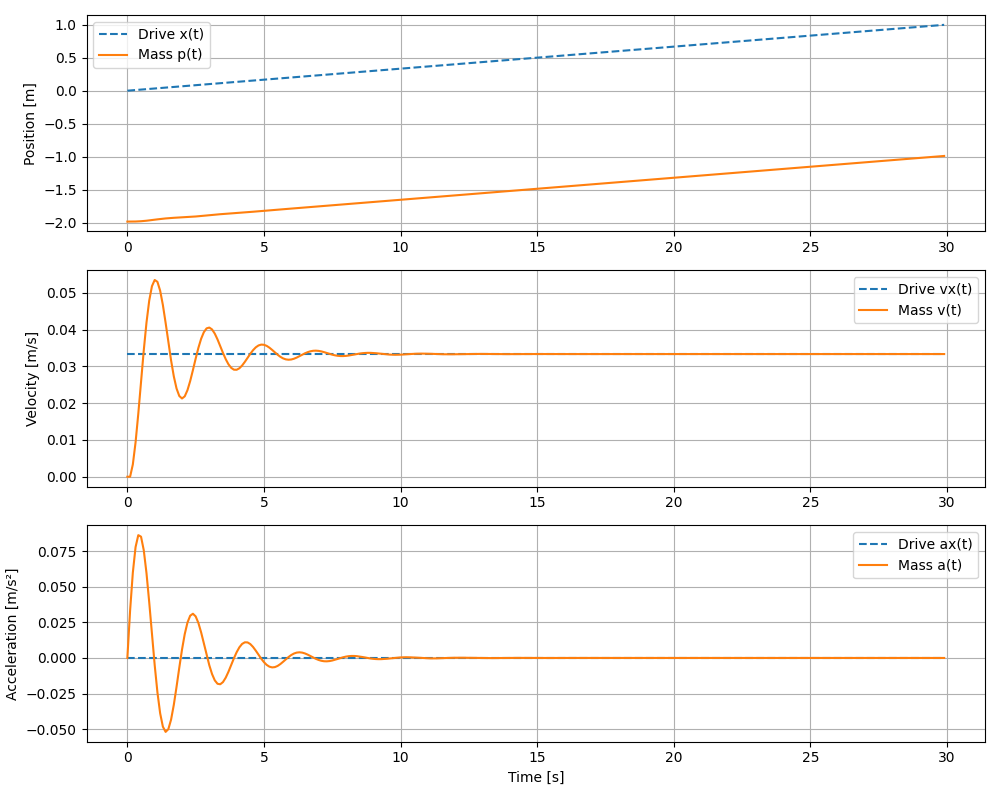 1.0
0.5
0.0
−0.5
−1.0
−1.5
−2.0
Position [m]
Drive x(t)
Mass p(t)
0 5 10 15 20 25 30
0.05
0.04
0.03
0.02
0.01
0.00
Velocity [m/s]
Drive vx(t)
Mass v(t)
0 5 10 15 20 25 30
0.075
0.050
0.025
0.000
−0.025
−0.050
Acceleration [m/s²]
Drive ax(t)
Mass a(t)
0 5 10 15 20 25 30
Time [s]